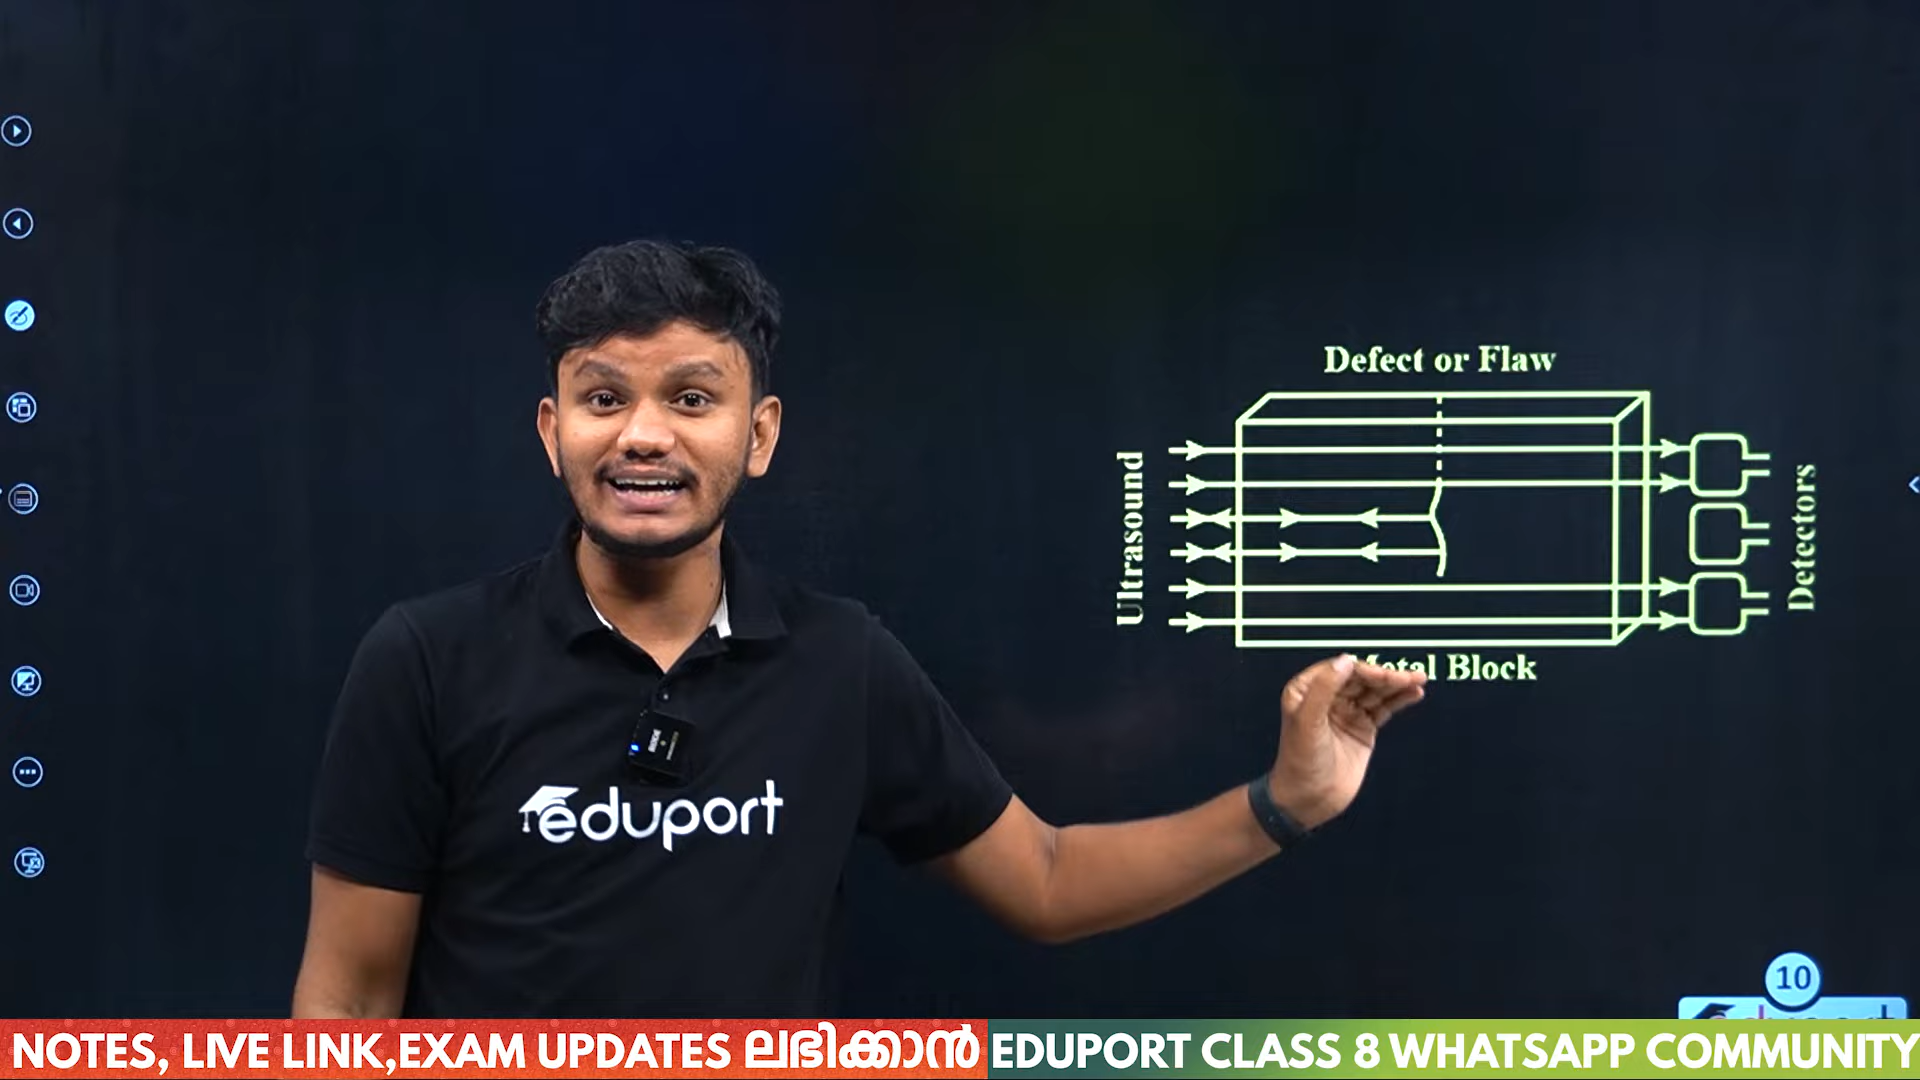 Defect or Flaw
Ultrasound
Detectors
Metal Block
eduport
10
NOTES, LIVE LINK,EXAM UPDATES ലഭിക്കാൻ EDUPORT CLASS 8 WHATSAPP COMMUNITY